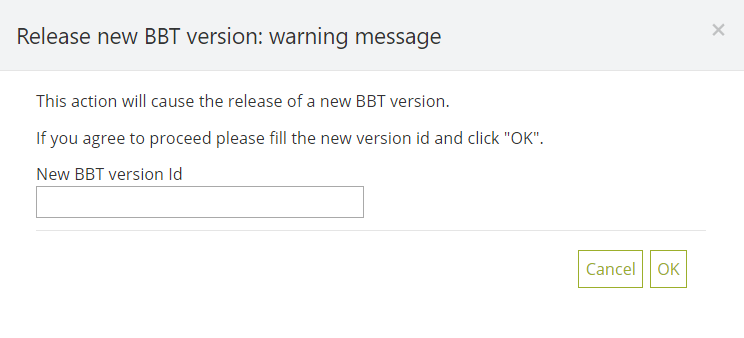 Release new BBT version: warning message
×
This action will cause the release of a new BBT version.
If you agree to proceed please fill the new version id and click "OK".
New BBT version Id
Cancel OK